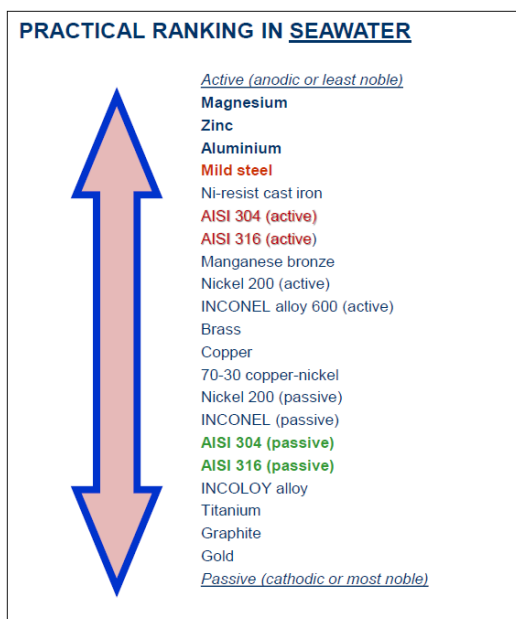 PRACTICAL RANKING IN SEAWATER
Active (anodic or least noble)
Magnesium
Zinc
Aluminium
Mild steel
Ni-resist cast iron
AISI 304 (active)
AISI 316 (active)
Manganese bronze
Nickel 200 (active)
INCONEL alloy 600 (active)
Brass
Copper
70-30 copper-nickel
Nickel 200 (passive)
INCONEL (passive)
AISI 304 (passive)
AISI 316 (passive)
INCOLOY alloy
Titanium
Graphite
Gold
Passive (cathodic or most noble)